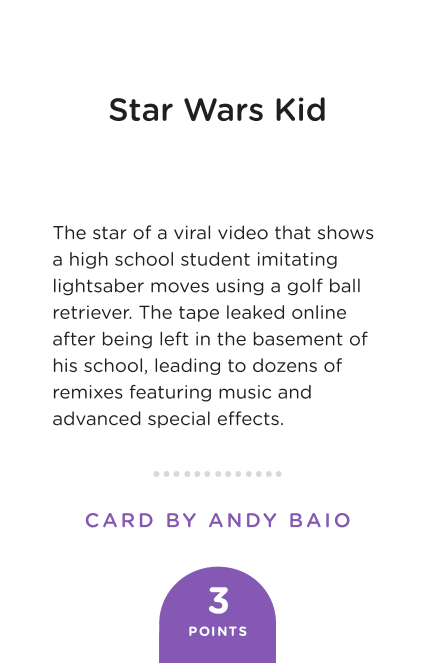 Star Wars Kid
The star of a viral video that shows
a high school student imitating
lightsaber moves using a golf ball
retriever. The tape leaked online
after being left in the basement of
his school, leading to dozens of
remixes featuring music and
advanced special effects.
CARD BY ANDY BAIO
3
POINTS